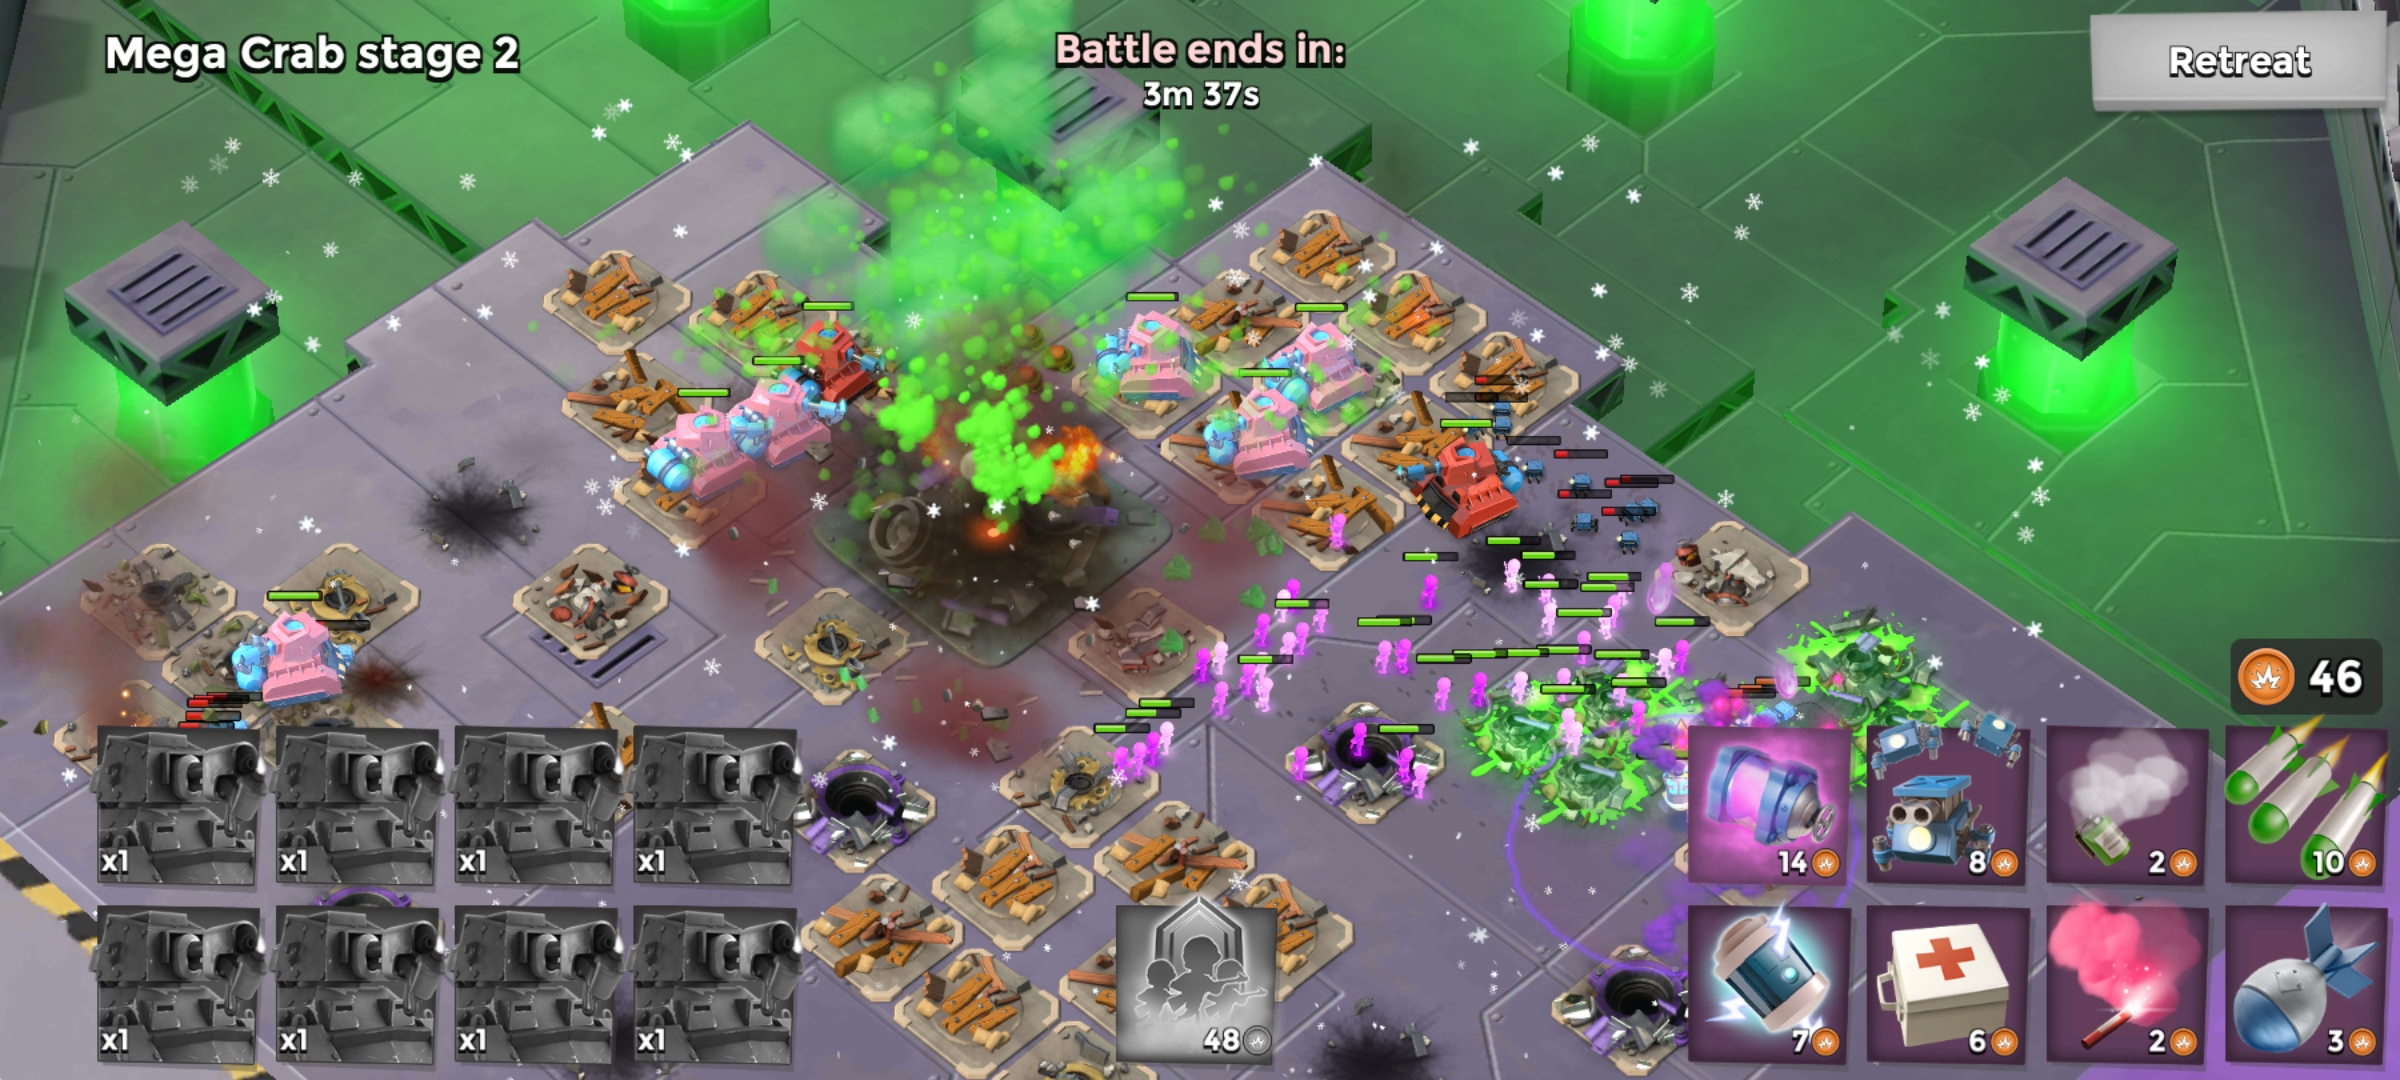 Mega Crab stage 2
Battle ends in:
3m 37s
Retreat
46
x1
x1
x1
x1
14
8
2
10
x1
x1
x1
x1
48
7
6
2
3